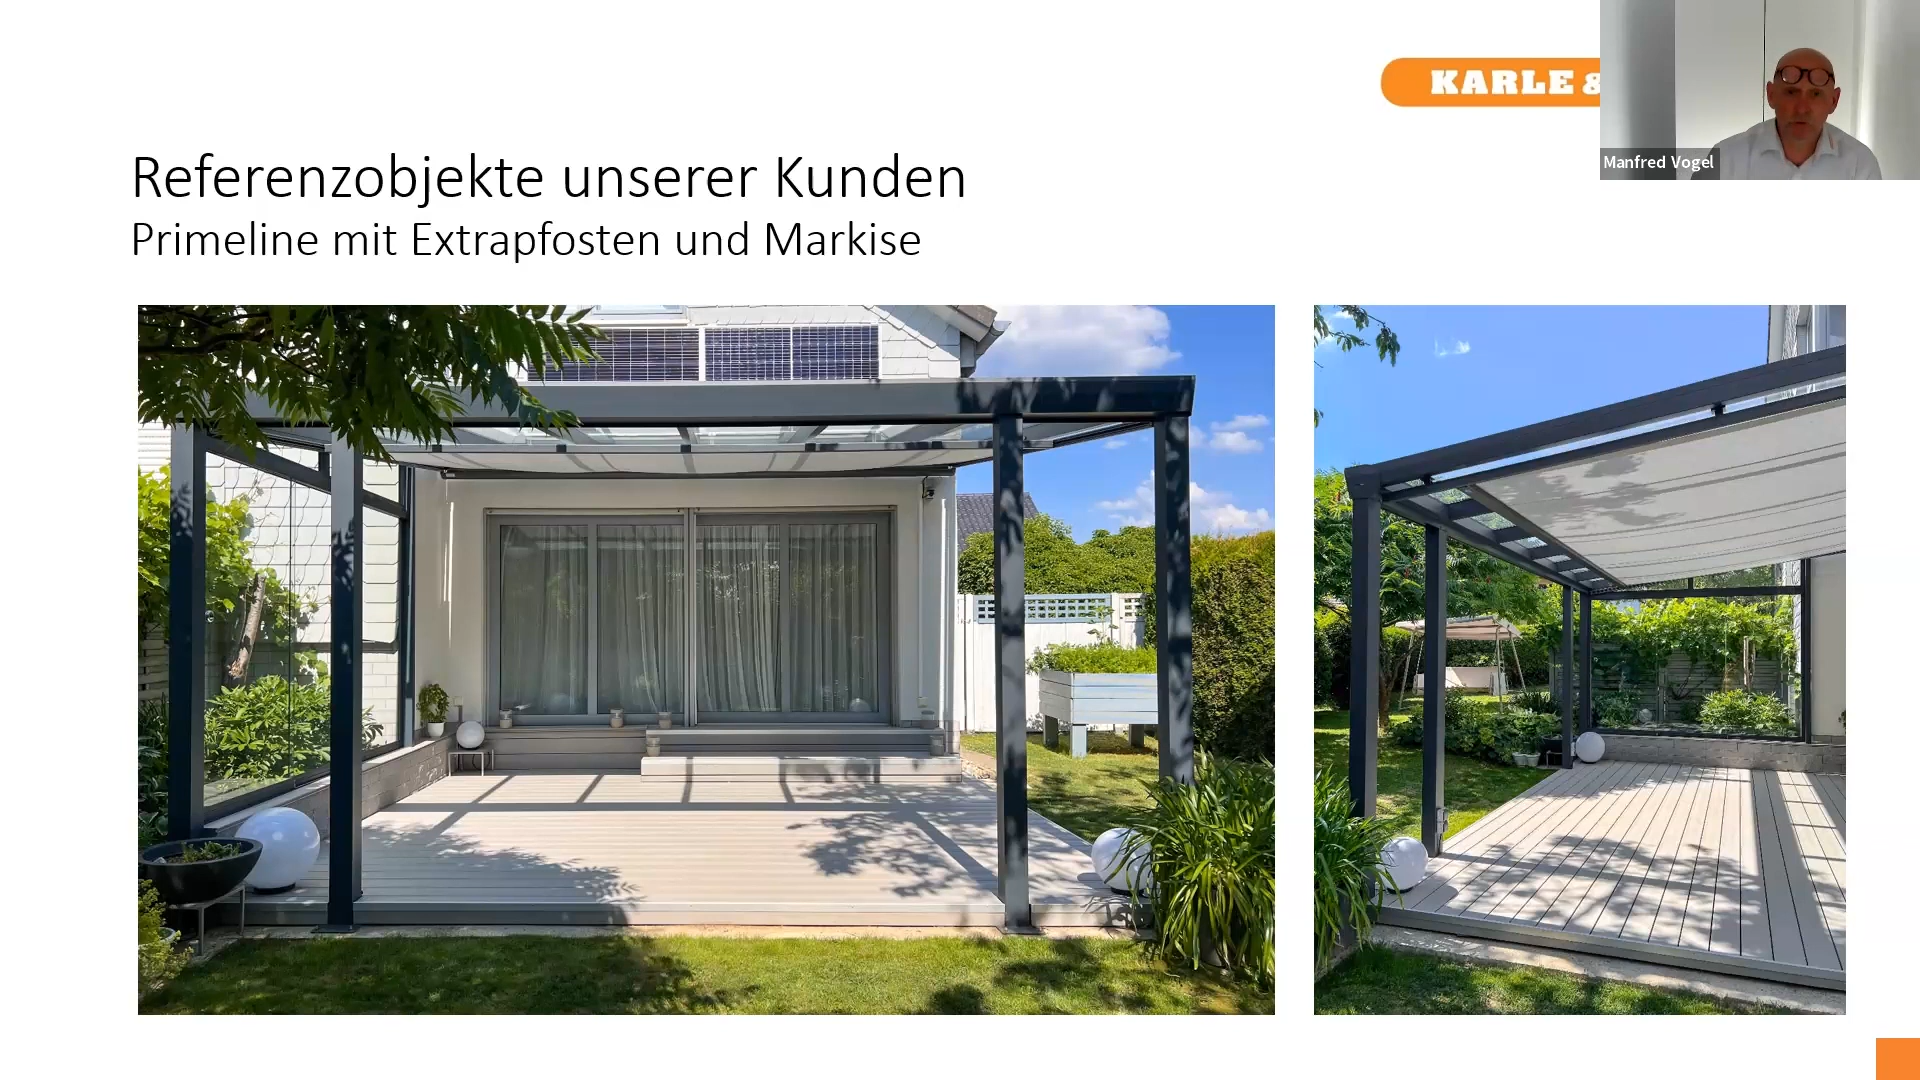 KARLE &
Manfred Vogel
Referenzobjekte unserer Kunden
Primeline mit Extrapfosten und Markise